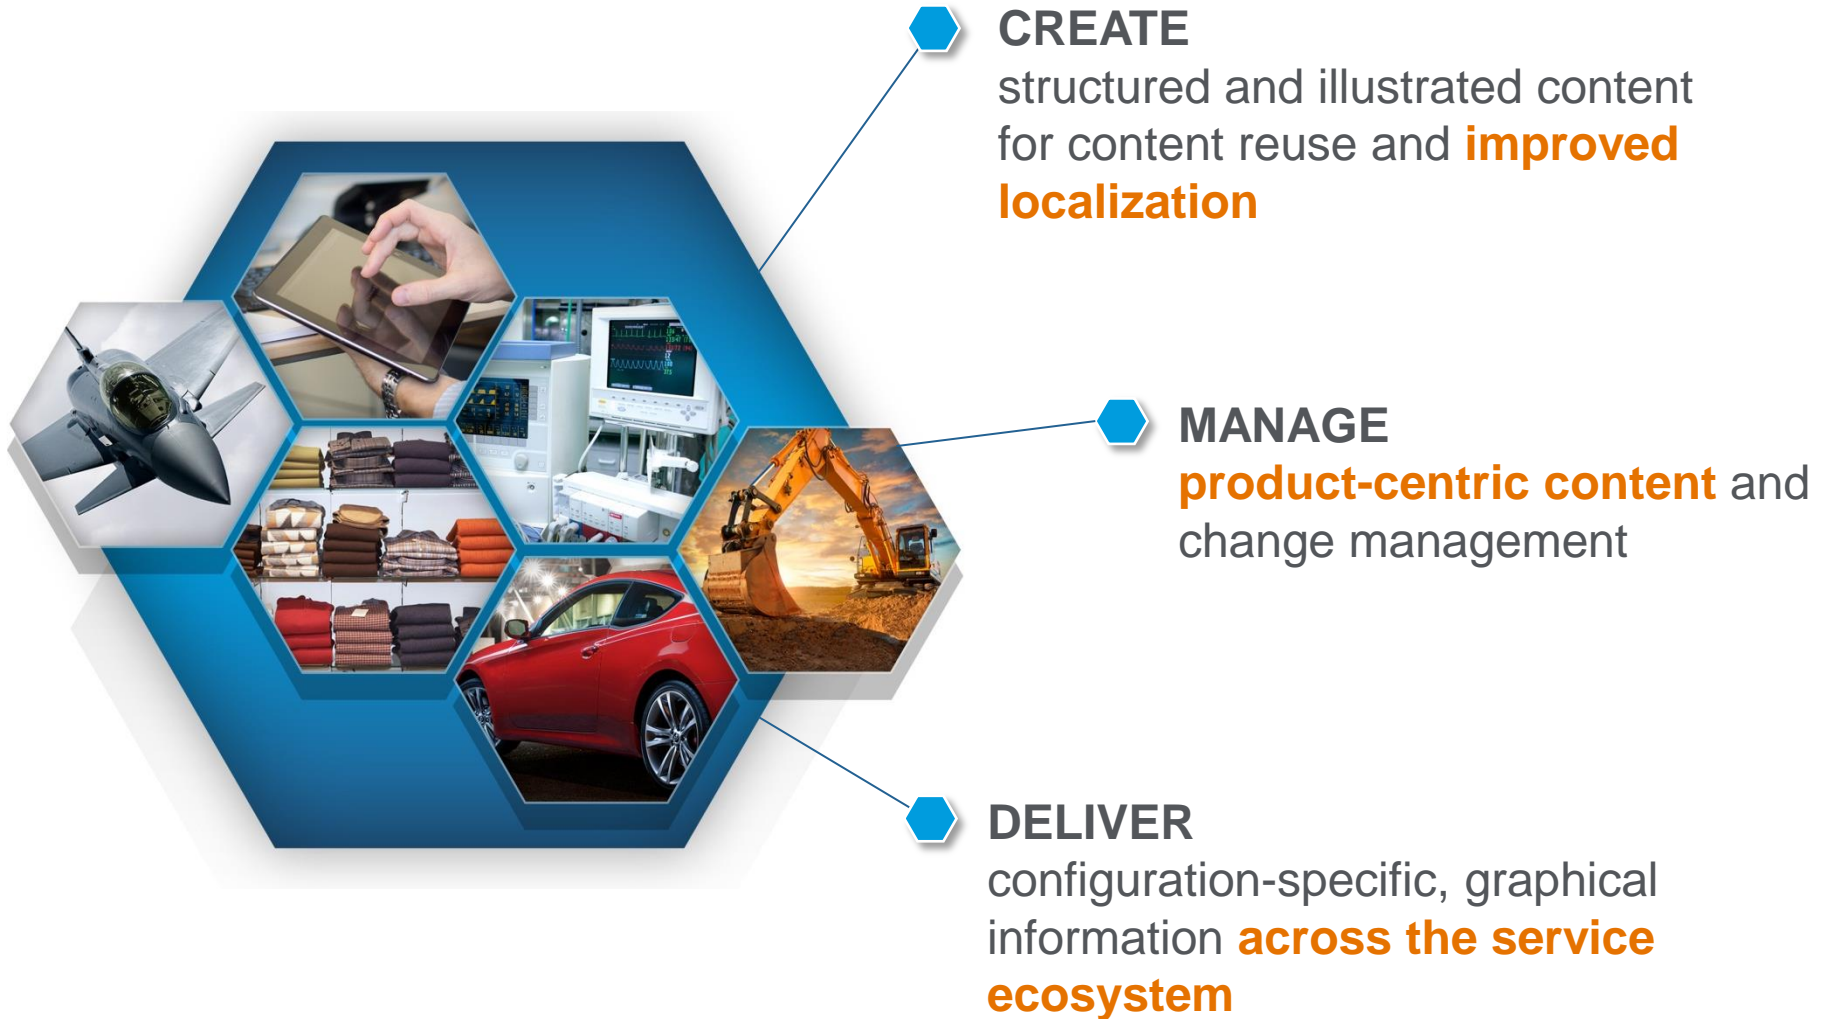 CREATE
structured and illustrated content
for content reuse and improved
localization
MANAGE
product-centric content and
change management
DELIVER
configuration-specific, graphical
information across the service
ecosystem